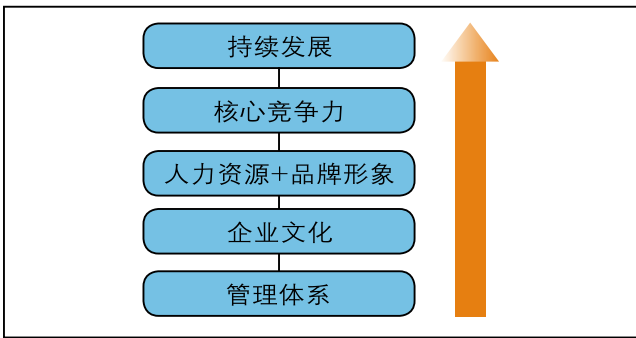 持续发展
核心竞争力
人力资源+品牌形象
企业文化
管理体系